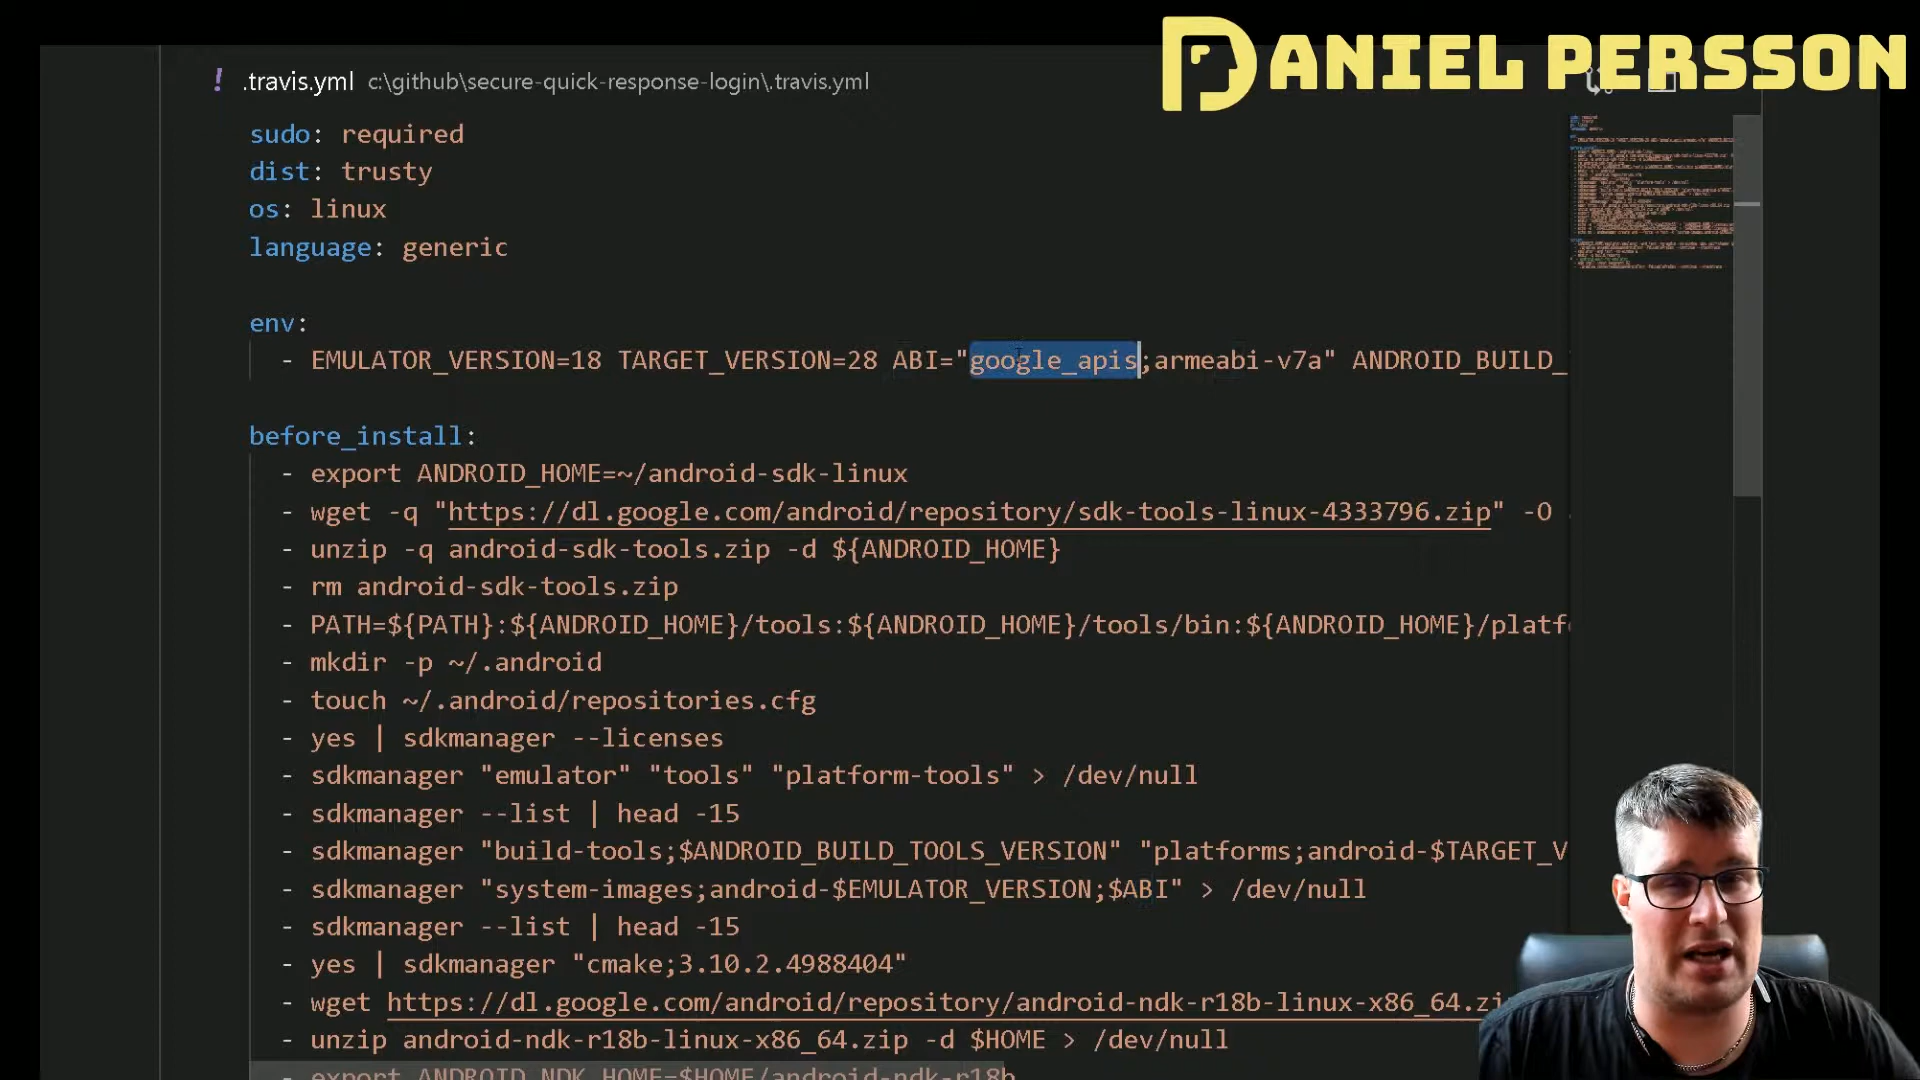 DANIEL PERSSON
! .travis.yml c:\github\secure-quick-response-login\.travis.yml
sudo: required
dist: trusty
os: linux
language: generic
env:
- EMULATOR_VERSION=18 TARGET_VERSION=28 ABI="google_apis;armeabi-v7a" ANDROID_BUILD_
before_install:
- export ANDROID_HOME=~/android-sdk-linux
- wget -q "https://dl.google.com/android/repository/sdk-tools-linux-4333796.zip" -O
- unzip -q android-sdk-tools.zip -d ${ANDROID_HOME}
- rm android-sdk-tools.zip
- PATH=${PATH}:${ANDROID_HOME}/tools:${ANDROID_HOME}/tools/bin:${ANDROID_HOME}/platf
- mkdir -p ~/.android
- touch ~/.android/repositories.cfg
- yes | sdkmanager --licenses
- sdkmanager "emulator" "tools" "platform-tools" > /dev/null
- sdkmanager --list | head -15
- sdkmanager "build-tools;$ANDROID_BUILD_TOOLS_VERSION" "platforms;android-$TARGET_V
- sdkmanager "system-images;android-$EMULATOR_VERSION;$ABI" > /dev/null
- sdkmanager --list | head -15
- yes | sdkmanager "cmake;3.10.2.4988404"
- wget https://dl.google.com/android/repository/android-ndk-r18b-linux-x86_64.zi
- unzip android-ndk-r18b-linux-x86_64.zip -d $HOME > /dev/null
- export ANDROID_NDK_HOME=$HOME/android-ndk-r18b